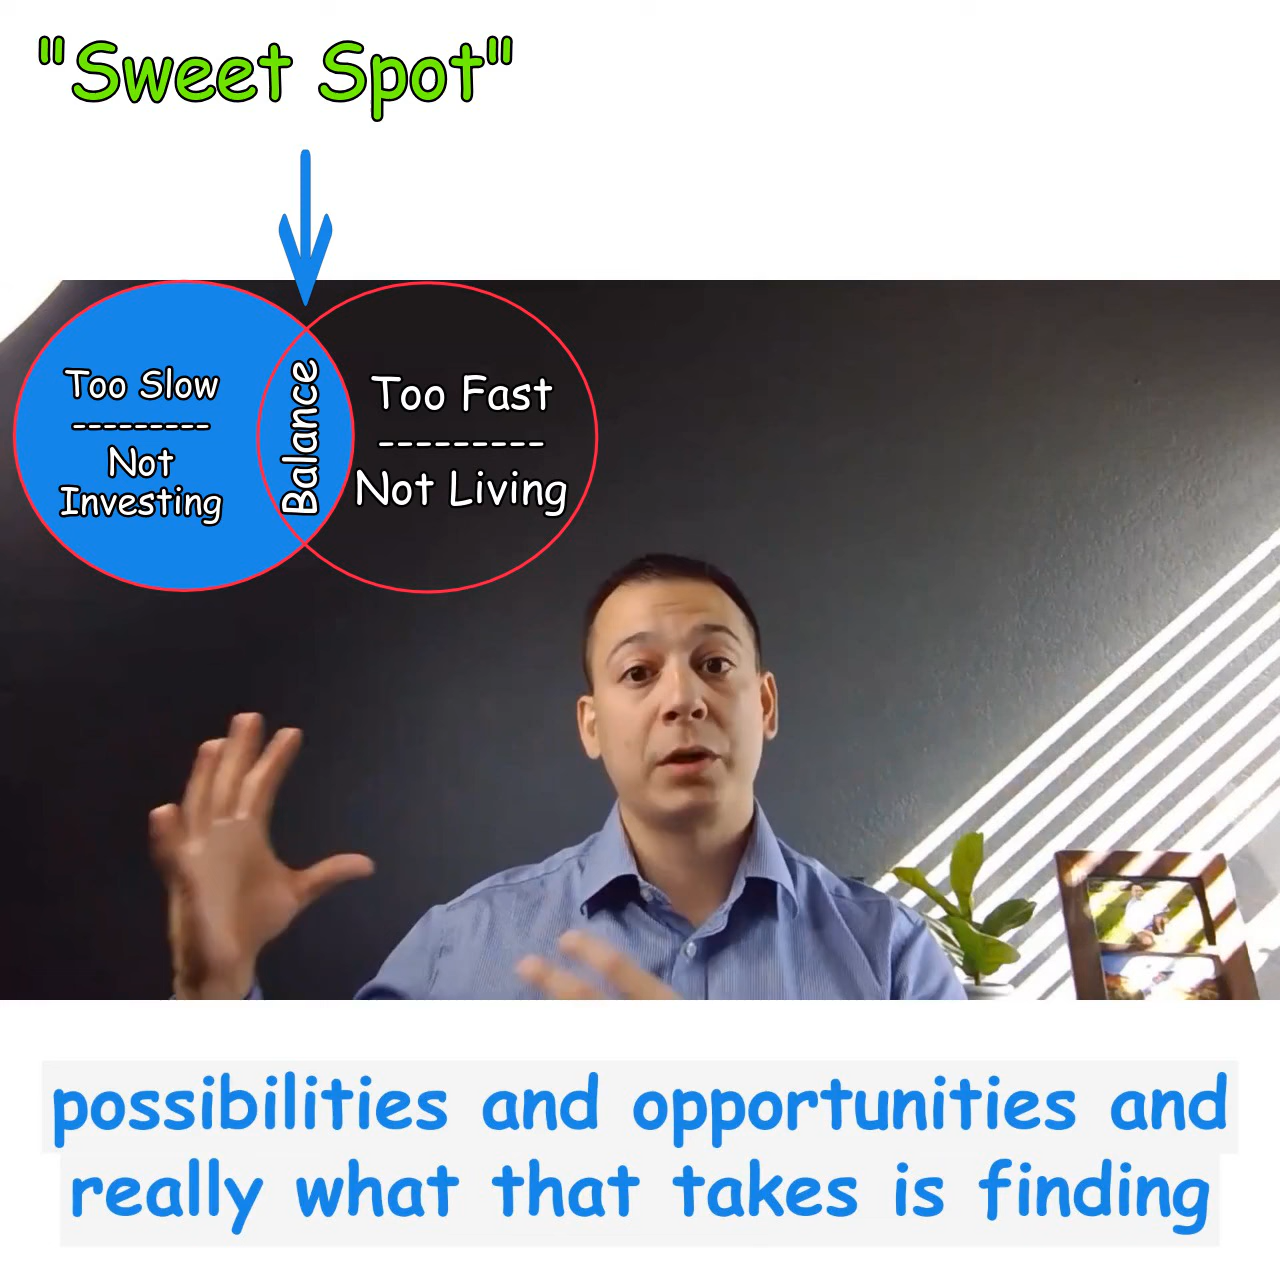 "Sweet Spot"
Too Slow
---------
Not
Investing
Balance
Too Fast
---------
Not Living
possibilities and opportunities and
really what that takes is finding